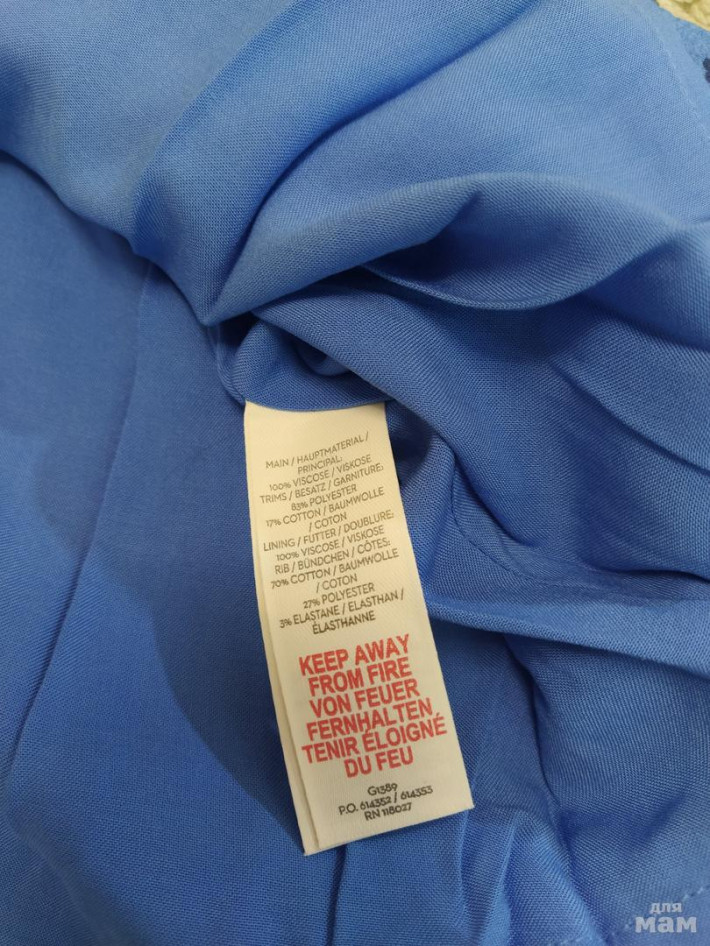 MAIN / HAUPTMATERIAL /
PRINCIPAL:
100% VISCOSE / VISKOSE
TRIMS / BESATZ / GARNITURE:
83% POLYESTER
17% COTTON / BAUMWOLLE
/ COTON
LINING / FUTTER / DOUBLURE:
100% VISCOSE / VISKOSE
RIB / BÜNDCHEN / CÔTES:
70% COTTON / BAUMWOLLE
/ COTON
27% POLYESTER
3% ELASTANE / ELASTHAN /
ÉLASTHANNE
KEEP AWAY
FROM FIRE
VON FEUER
FERNHALTEN
TENIR ÉLOIGNÉ
DU FEU
G1389
P.O. 614352 / 614353
RN 118027
для
мам